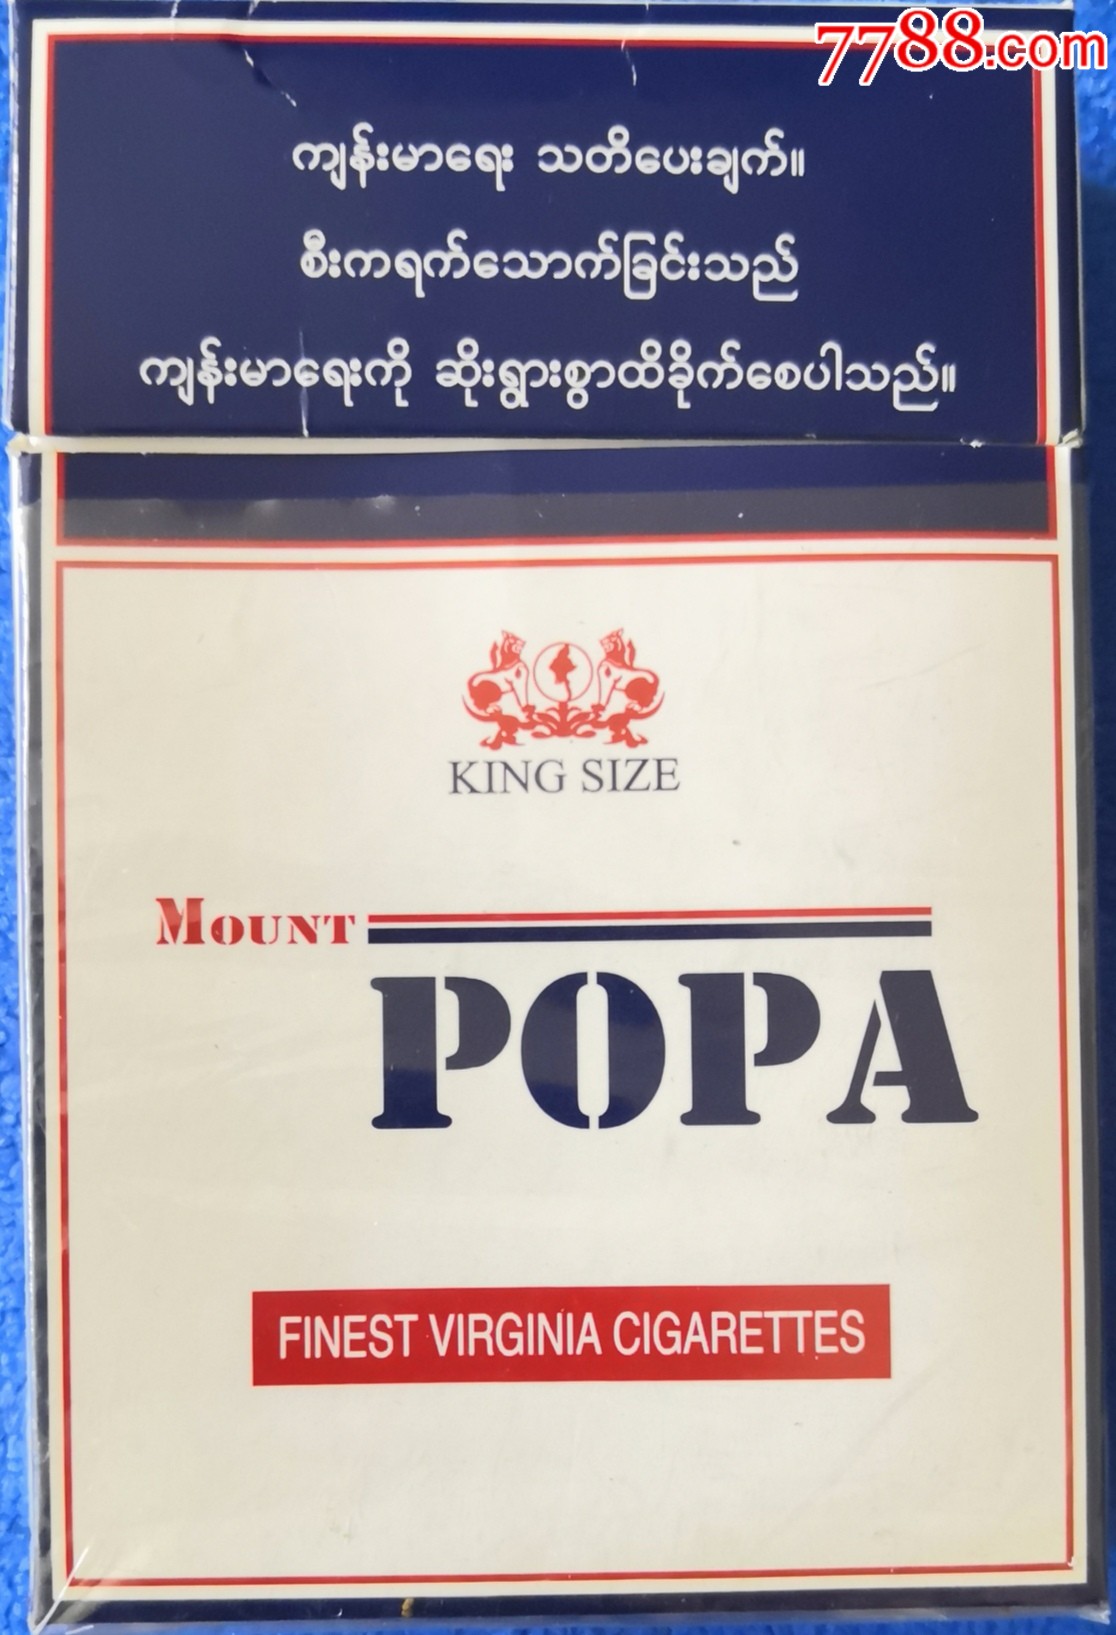 7788.com
ကျန်းမာရေး သတိပေးချက်။
စီးကရက်သောက်ခြင်းသည်
ကျန်းမာရေးကို ဆိုးရွားစွာထိခိုက်စေပါသည်။
KING SIZE
MOUNT
POPA
FINEST VIRGINIA CIGARETTES